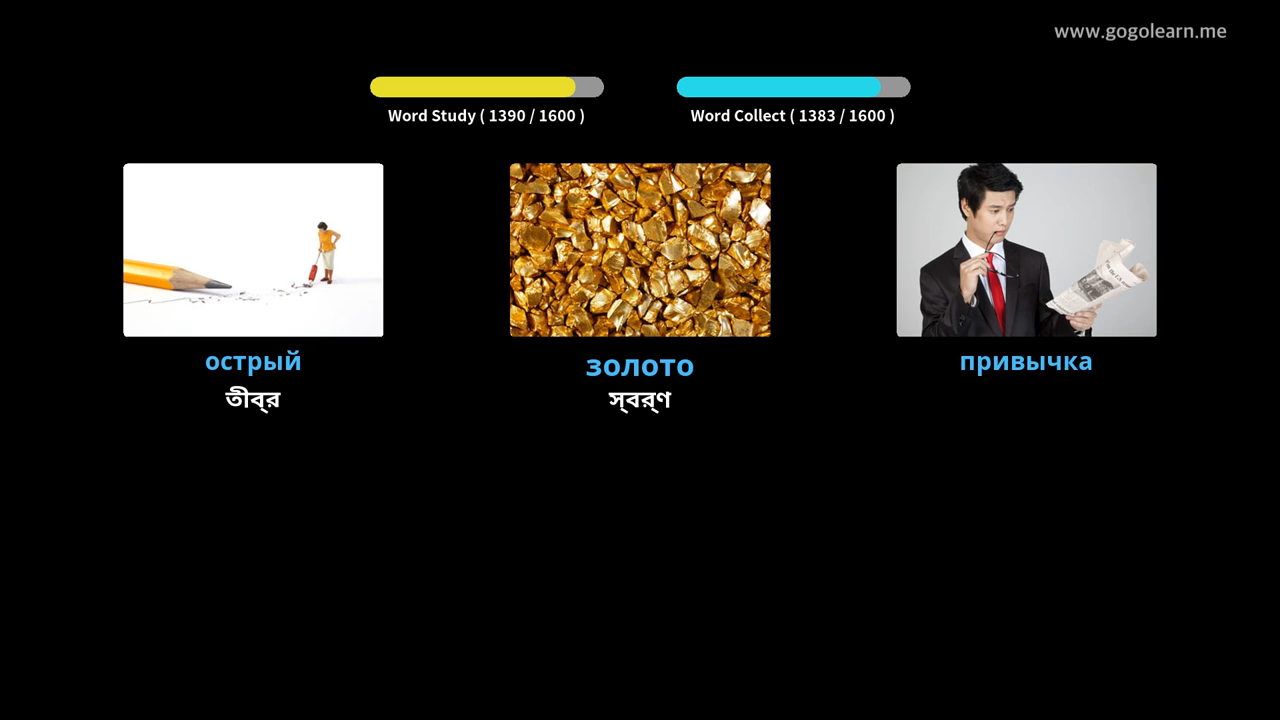 www.gogolearn.me
Word Study ( 1390 / 1600 )
Word Collect ( 1383 / 1600 )
острый
золото
привычка
তীব্র
স্বর্ণ